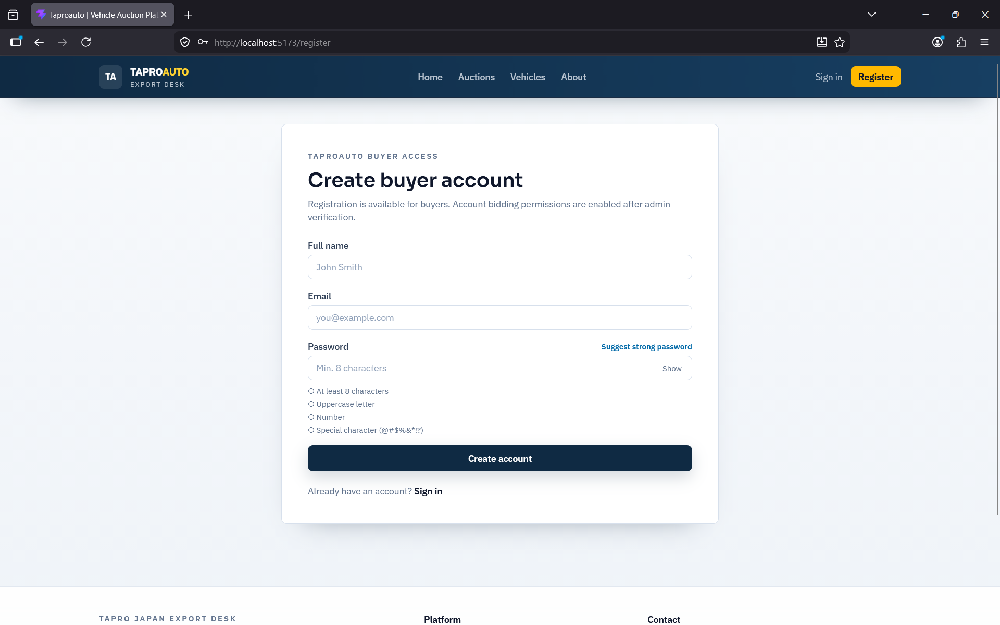 Taproauto | Vehicle Auction Plat
http://localhost:5173/register
TA
TAPROAUTO
EXPORT DESK
Home
Auctions
Vehicles
About
Sign in
Register
TAPROAUTO BUYER ACCESS
Create buyer account
Registration is available for buyers. Account bidding permissions are enabled after admin
verification.
Full name
John Smith
Email
you@example.com
Password
Suggest strong password
Min. 8 characters
Show
At least 8 characters
Uppercase letter
Number
Special character (@#$%&*!?)
Create account
Already have an account? Sign in
TAPRO JAPAN EXPORT DESK
Platform
Contact